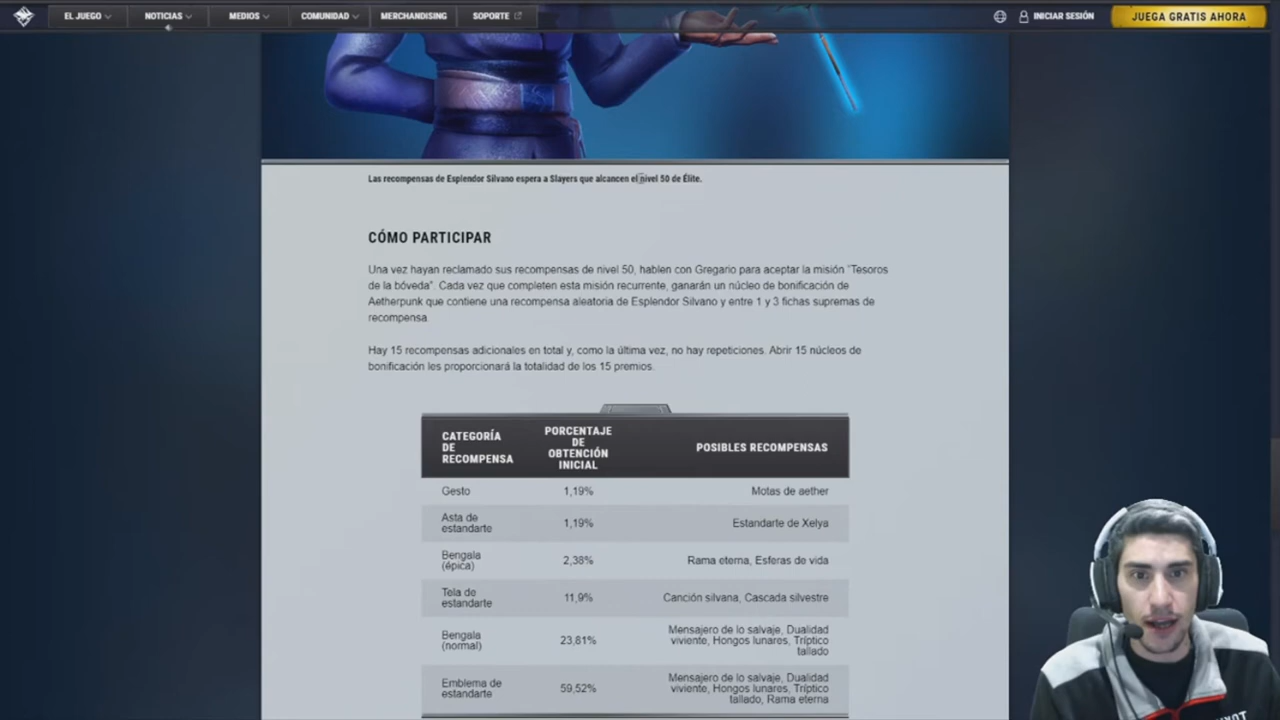 EL JUEGO NOTICIAS MEDIOS COMUNIDAD MERCHANDISING SOPORTE INICIAR SESIÓN JUEGA GRATIS AHORA
Las recompensas de Esplendor Silvano espera a Slayers que alcancen el nivel 50 de Élite.
CÓMO PARTICIPAR
Una vez hayan reclamado sus recompensas de nivel 50, hablen con Gregario para aceptar la misión "Tesoros
de la bóveda". Cada vez que completen esta misión recurrente, ganarán un núcleo de bonificación de
Aetherpunk que contiene una recompensa aleatoria de Esplendor Silvano y entre 1 y 3 fichas supremas de
recompensa.
Hay 15 recompensas adicionales en total y, como la última vez, no hay repeticiones. Abrir 15 núcleos de
bonificación les proporcionará la totalidad de los 15 premios.
CATEGORÍA
DE
RECOMPENSA
PORCENTAJE
DE
OBTENCIÓN
INICIAL
POSIBLES RECOMPENSAS
Gesto 1,19% Motas de aether
Asta de
estandarte
1,19% Estandarte de Xelya
Bengala
(épica)
2,38% Rama eterna, Esferas de vida
Tela de
estandarte
11,9% Canción silvana, Cascada silvestre
Bengala
(normal)
23,81%
Mensajero de lo salvaje, Dualidad
viviente, Hongos lunares, Tríptico
tallado
Emblema de
estandarte
59,52%
Mensajero de lo salvaje, Dualidad
viviente, Hongos lunares, Tríptico
tallado, Rama eterna